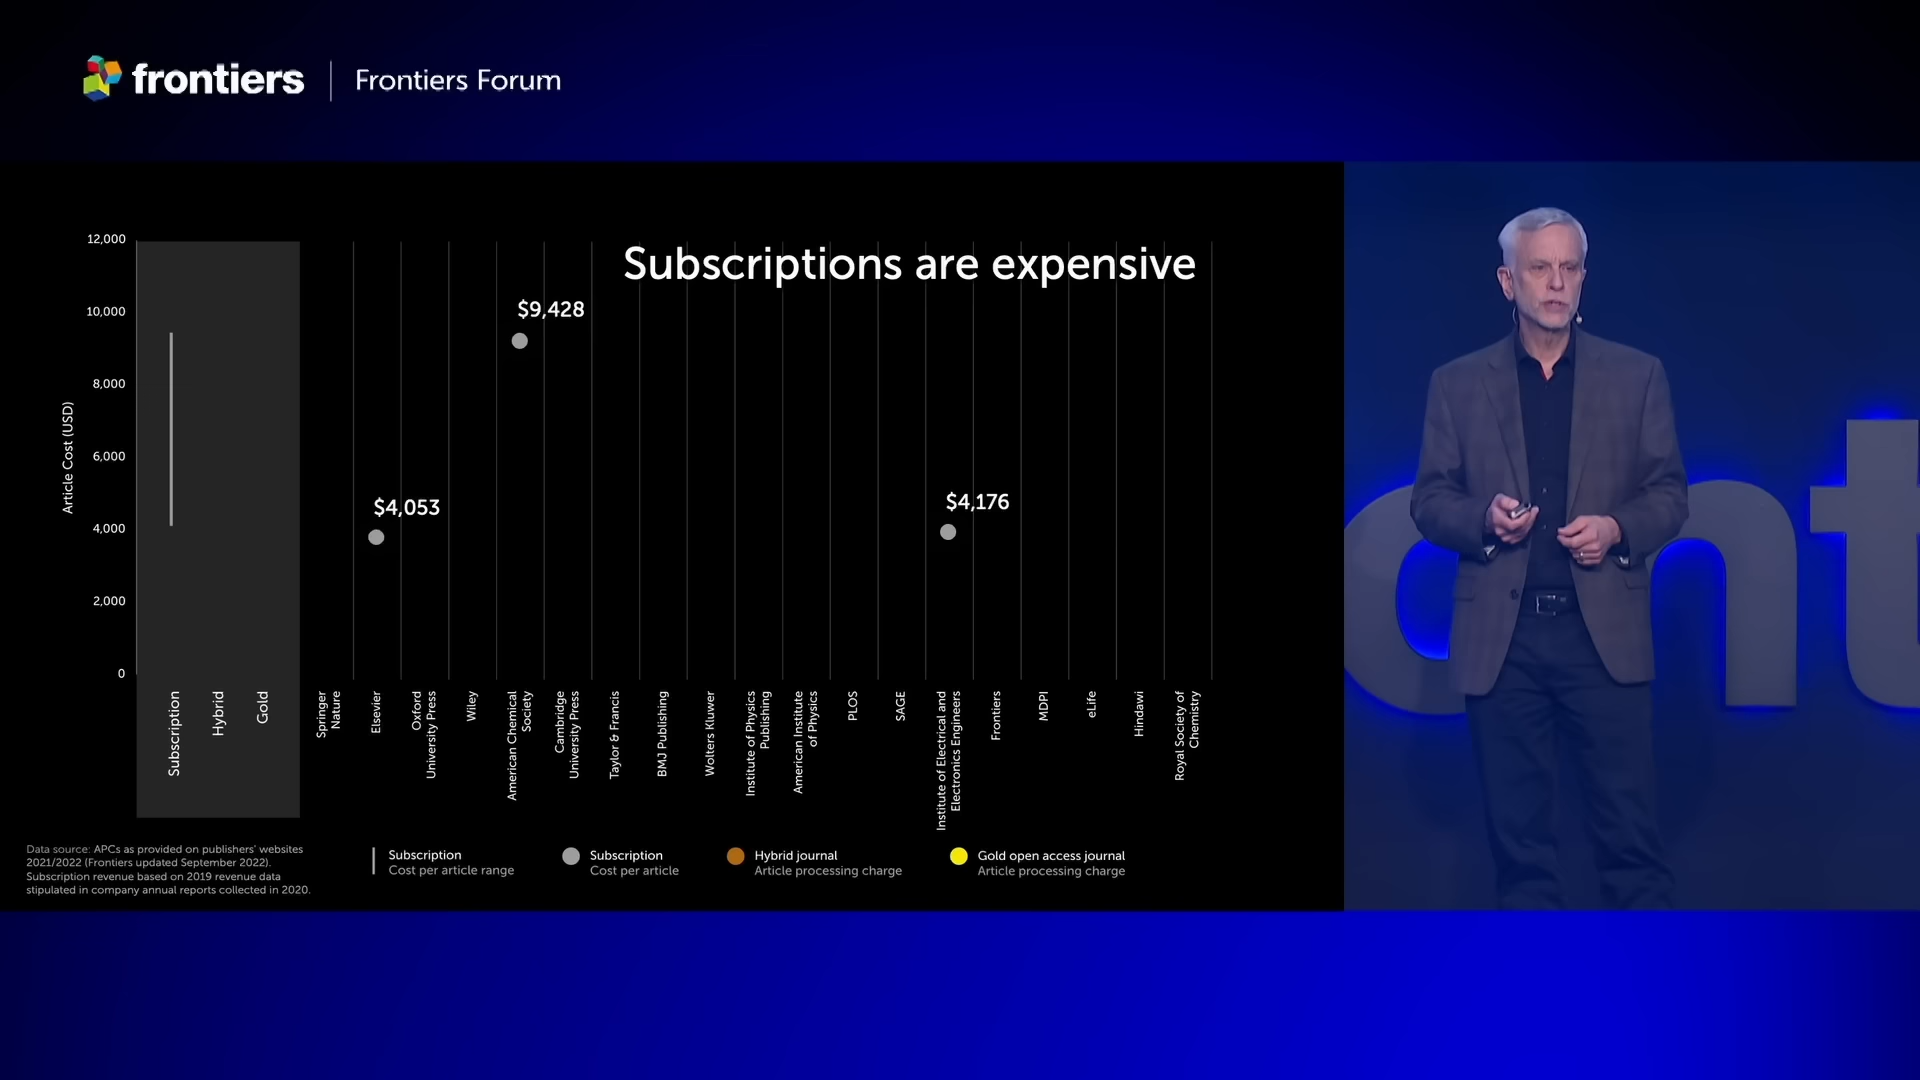 frontiers
Frontiers Forum
Subscriptions are expensive
12,000
10,000
8,000
6,000
4,000
2,000
0
Article Cost (USD)
$9,428
$4,053
$4,176
Subscription
Hybrid
Gold
Springer
Nature
Elsevier
Oxford
University Press
Wiley
American Chemical
Society
Cambridge
University Press
Taylor & Francis
BMJ Publishing
Wolters Kluwer
Institute of Physics
Publishing
American Institute
of Physics
PLOS
SAGE
Institute of Electrical and
Electronics Engineers
Frontiers
MDPI
eLife
Hindawi
Royal Society of
Chemistry
Data source: APCs as provided on publishers' websites
2021/2022 (Frontiers updated September 2022).
Subscription revenue based on 2019 revenue data
stipulated in company annual reports collected in 2020.
Subscription
Cost per article range
Subscription
Cost per article
Hybrid journal
Article processing charge
Gold open access journal
Article processing charge